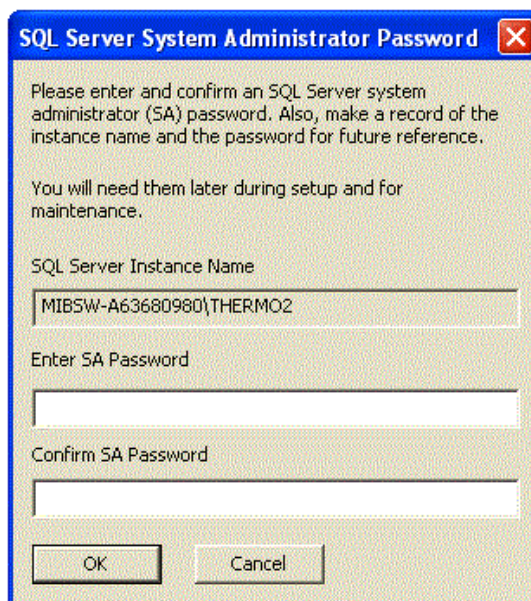 SQL Server System Administrator Password
Please enter and confirm an SQL Server system
administrator (SA) password. Also, make a record of the
instance name and the password for future reference.
You will need them later during setup and for
maintenance.
SQL Server Instance Name
MIBSW-A63680980\THERMO2
Enter SA Password
Confirm SA Password
OK
Cancel